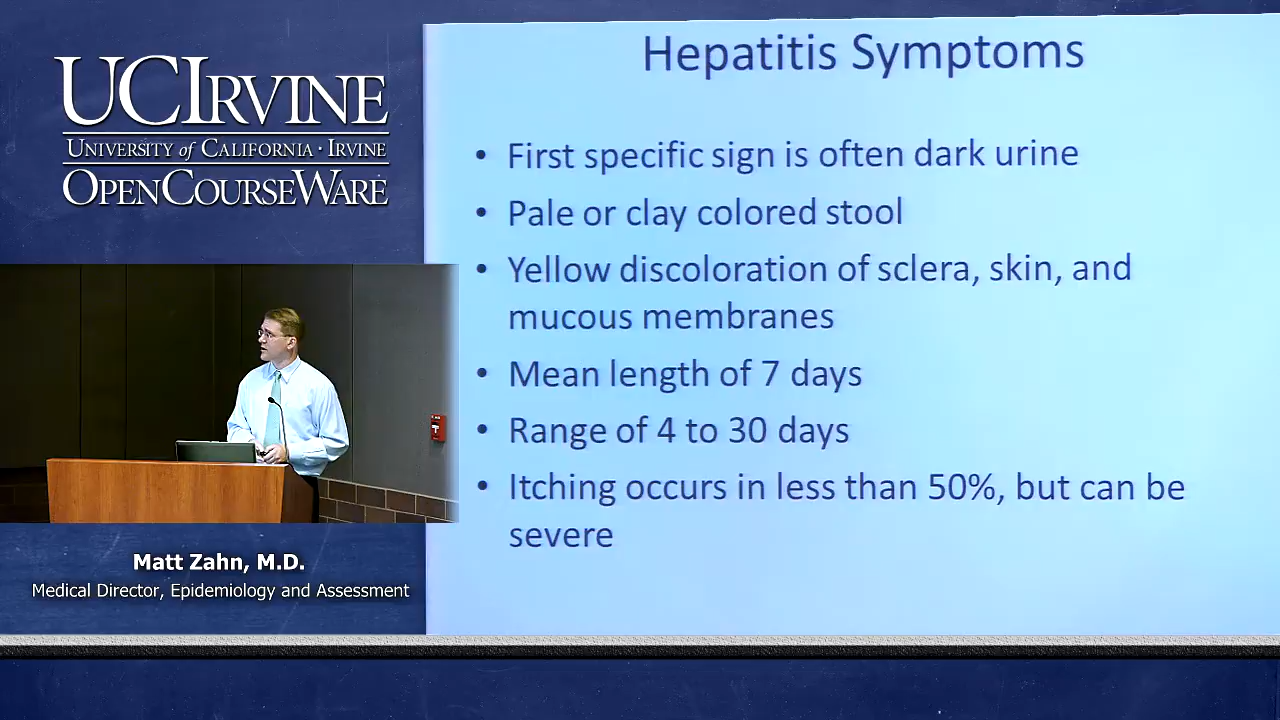 UCIRVINE
UNIVERSITY of CALIFORNIA · IRVINE
OPENCOURSEWARE
Matt Zahn, M.D.
Medical Director, Epidemiology and Assessment
Hepatitis Symptoms
• First specific sign is often dark urine
• Pale or clay colored stool
• Yellow discoloration of sclera, skin, and
mucous membranes
• Mean length of 7 days
• Range of 4 to 30 days
• Itching occurs in less than 50%, but can be
severe